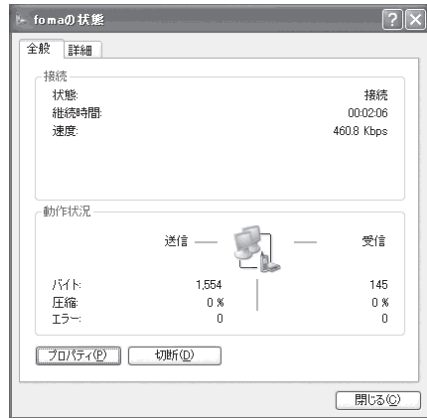 fomaの状態
全般 詳細
接続
状態: 接続
継続時間: 00:02:06
速度: 460.8 Kbps
動作状況
送信 — — 受信
バイト: 1,554 145
圧縮: 0 % 0 %
エラー: 0 0
プロパティ(P) 切断(D)
閉じる(C)